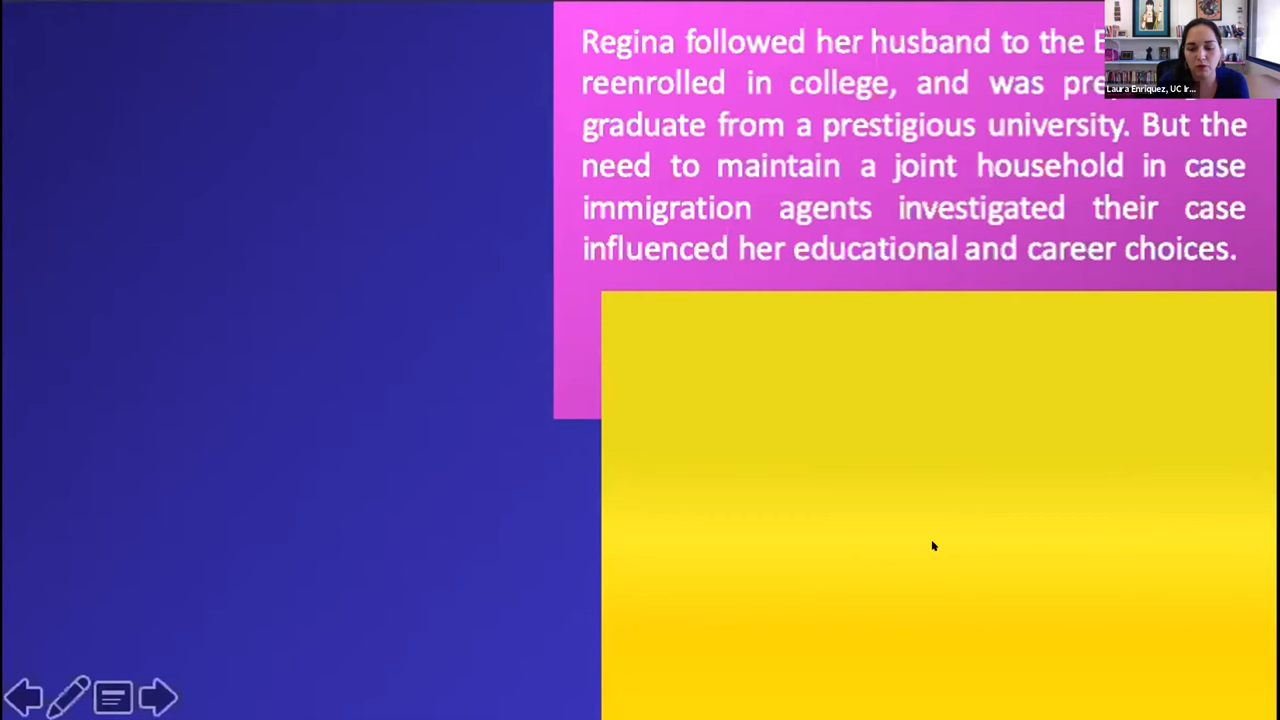 Regina followed her husband to the
reenrolled in college, and was
graduate from a prestigious university. But the
need to maintain a joint household in case
immigration agents investigated their case
influenced her educational and career choices.
Laura Enriquez, UC Ir...